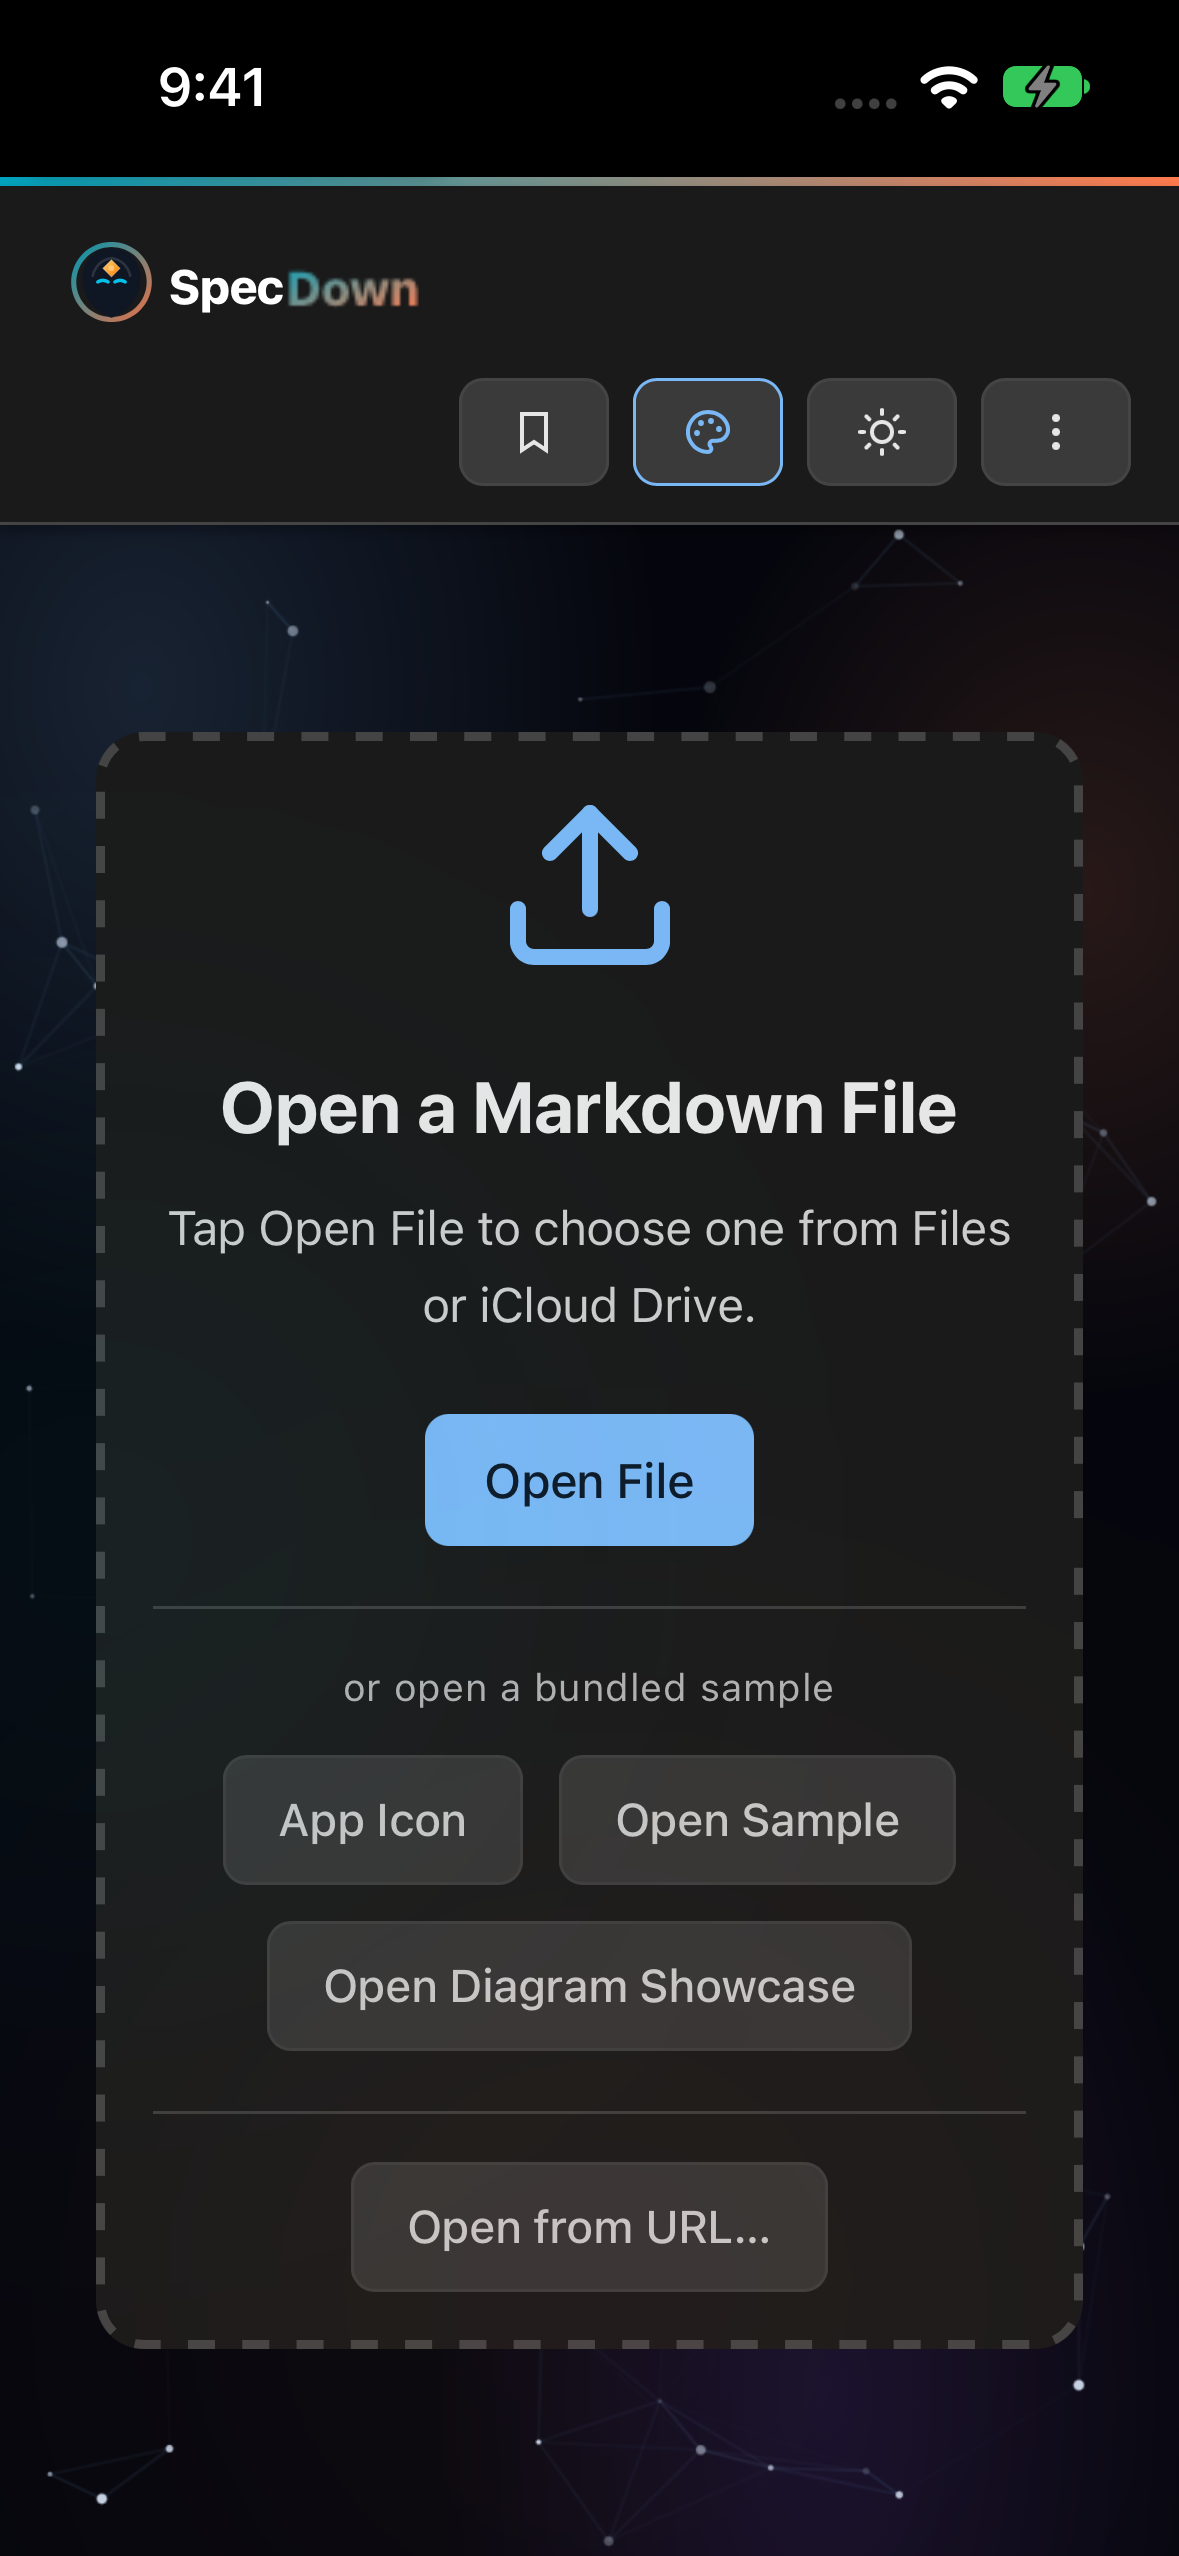 9:41
SpecDown
Open a Markdown File
Tap Open File to choose one from Files
or iCloud Drive.
Open File
or open a bundled sample
App Icon
Open Sample
Open Diagram Showcase
Open from URL...